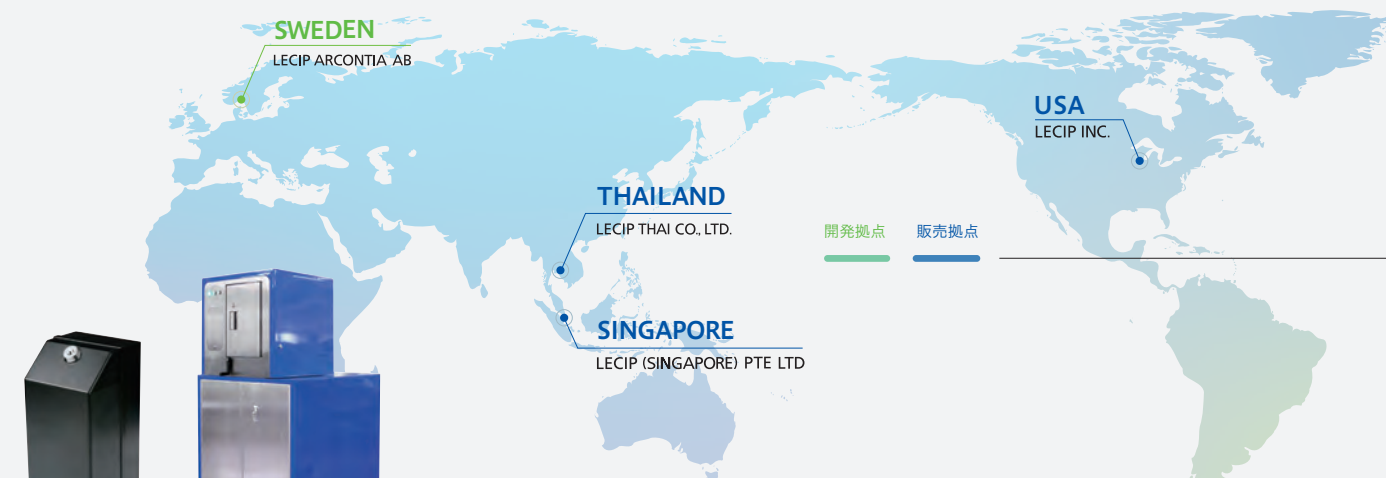 SWEDEN
LECIP ARCONTIA AB
USA
LECIP INC.
THAILAND
LECIP THAI CO., LTD.
開発拠点 販売拠点
SINGAPORE
LECIP (SINGAPORE) PTE LTD